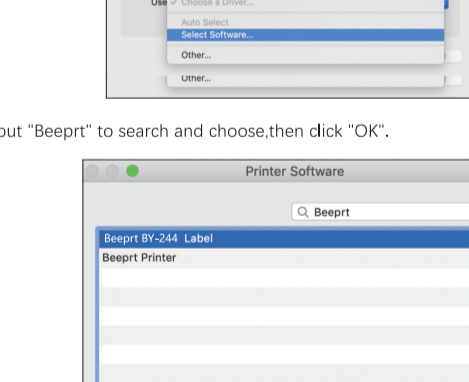 Use ✓ Choose a Driver...
Auto Select
Select Software...
Other...
Other...
out "Beeprt" to search and choose,then click "OK".
Printer Software
Beeprt
Beeprt BY-244 Label
Beeprt Printer